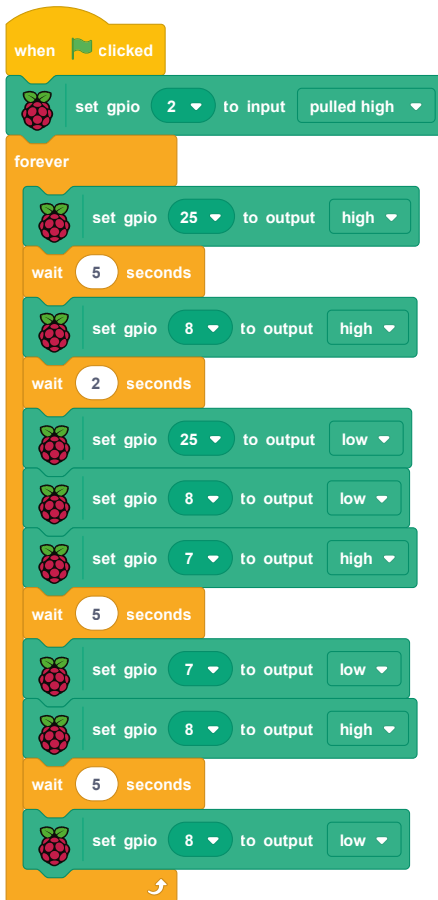 when clicked
set gpio 2 to input pulled high
forever
set gpio 25 to output high
wait 5 seconds
set gpio 8 to output high
wait 2 seconds
set gpio 25 to output low
set gpio 8 to output low
set gpio 7 to output high
wait 5 seconds
set gpio 7 to output low
set gpio 8 to output high
wait 5 seconds
set gpio 8 to output low